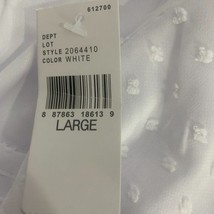 612700
DEPT
LOT
STYLE 2064410
COLOR WHITE
8 87863 18613 9
LARGE